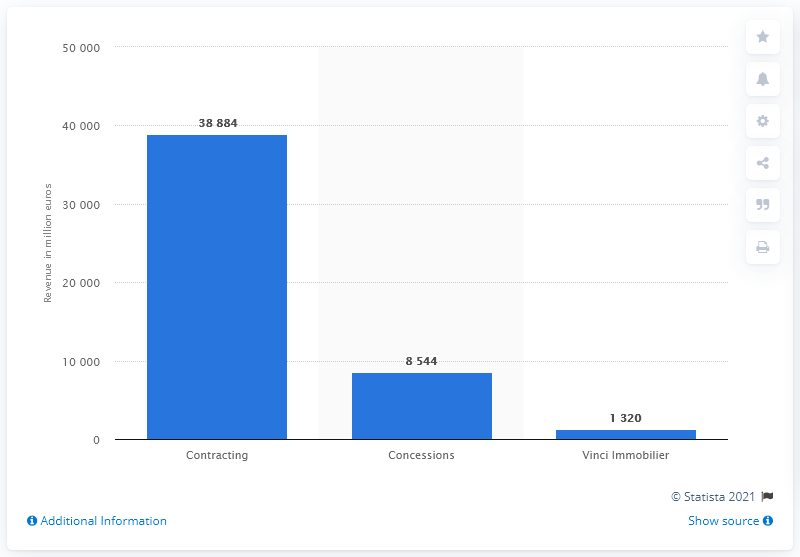 50 000
40 000
30 000
20 000
10 000
0
Revenue in million euros
38 884
8 544
1 320
Contracting
Concessions
Vinci Immobilier
© Statista 2021
Additional Information
Show source